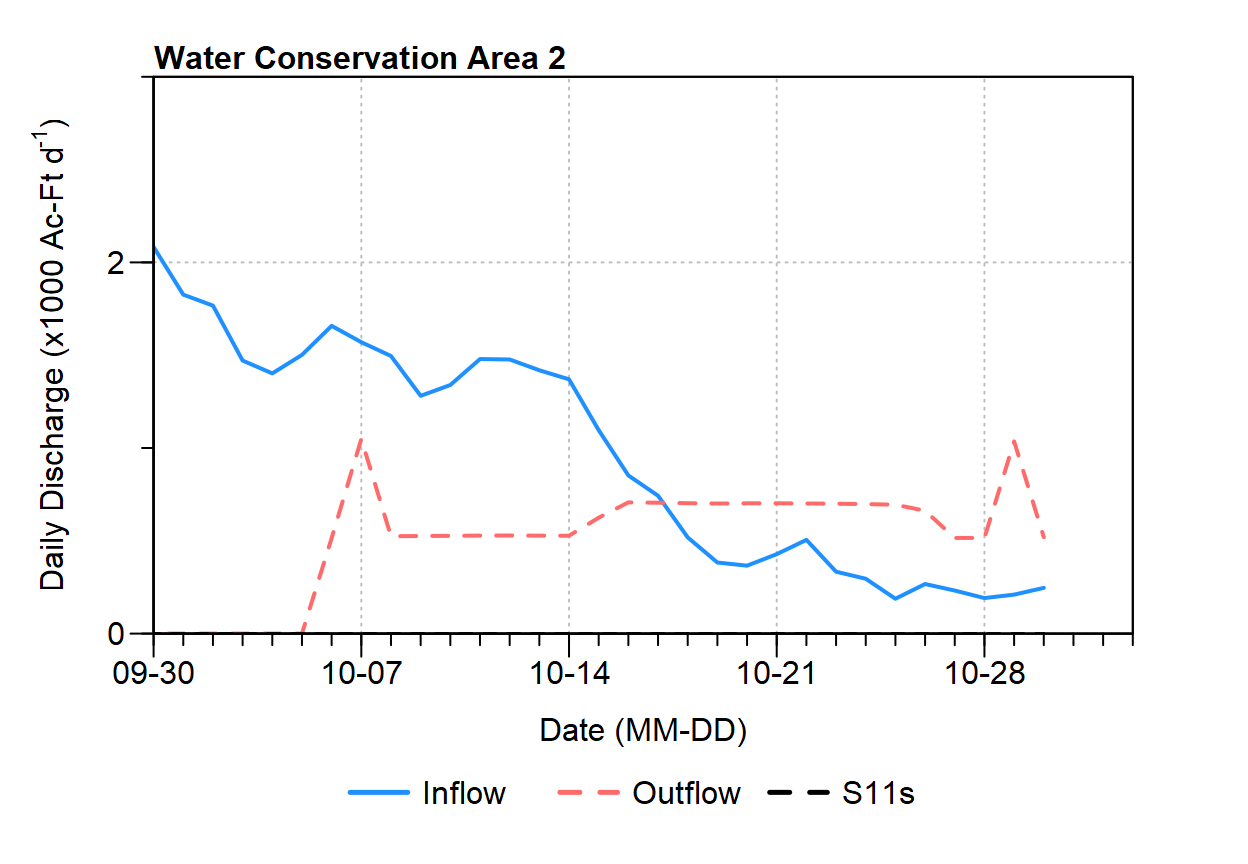 Water Conservation Area 2
Daily Discharge (x1000 Ac-Ft d⁻¹)
2
0
09-30 10-07 10-14 10-21 10-28
Date (MM-DD)
Inflow Outflow S11s